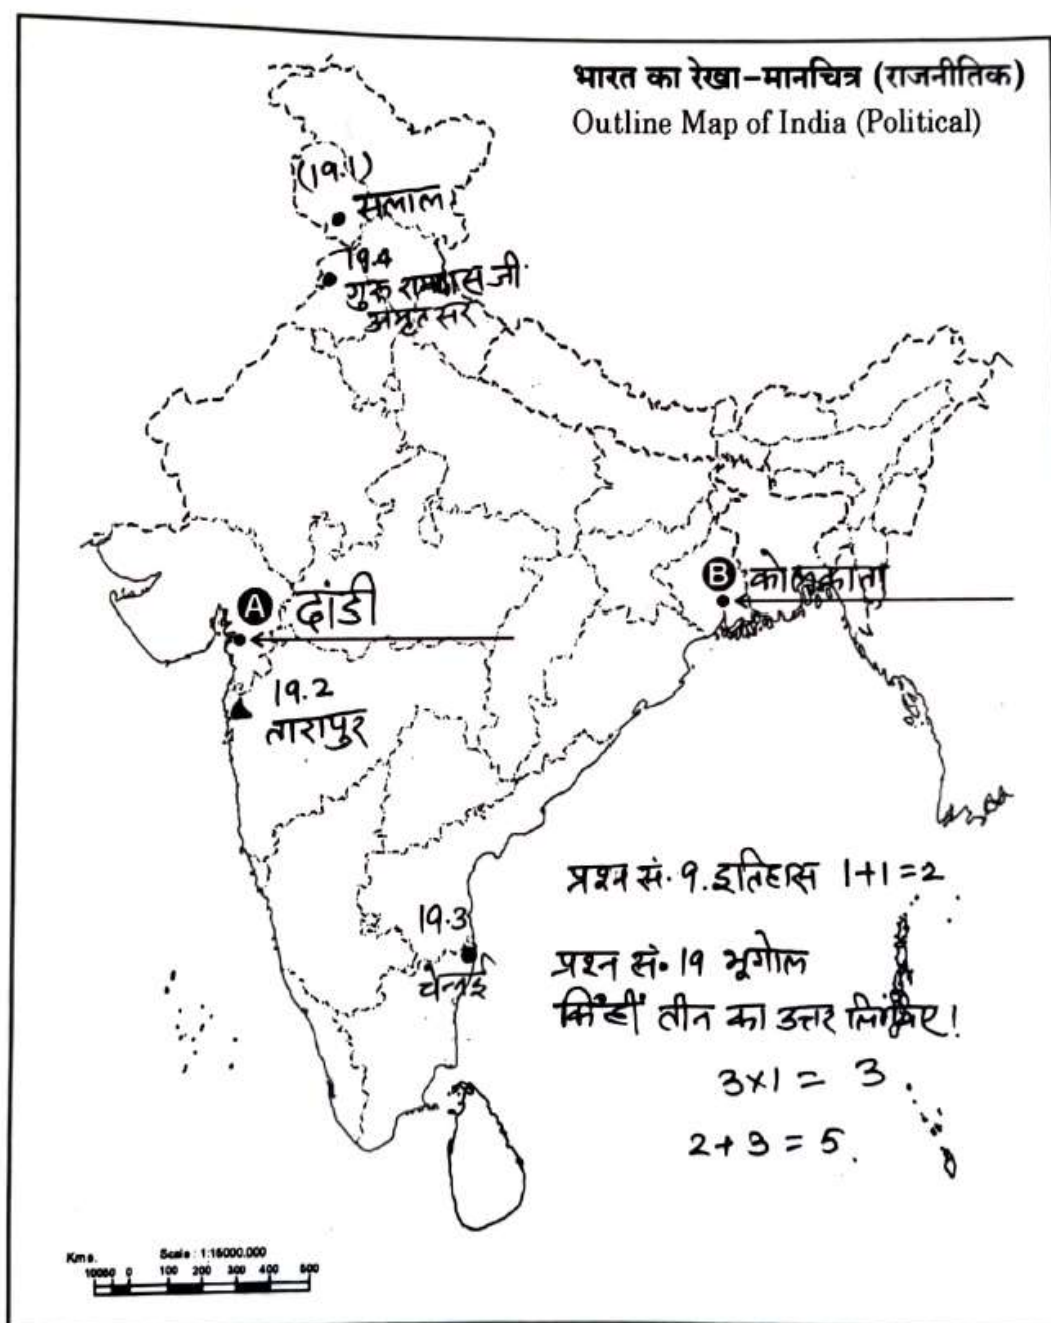 भारत का रेखा-मानचित्र (राजनीतिक)
Outline Map of India (Political)
(19.1)
सलाल
19.4
गुरु रामदास जी
अमृतसर
A दांडी
B कोलकाता
19.2
तारापुर
19.3
चेन्नई
प्रश्न सं. 9. इतिहास 1+1=2
प्रश्न सं. 19 भूगोल
किन्हीं तीन का उत्तर लिखिए!
3×1 = 3.
2+3 = 5.
Kms. Scale : 1:15000.000
100 200 300 400 500